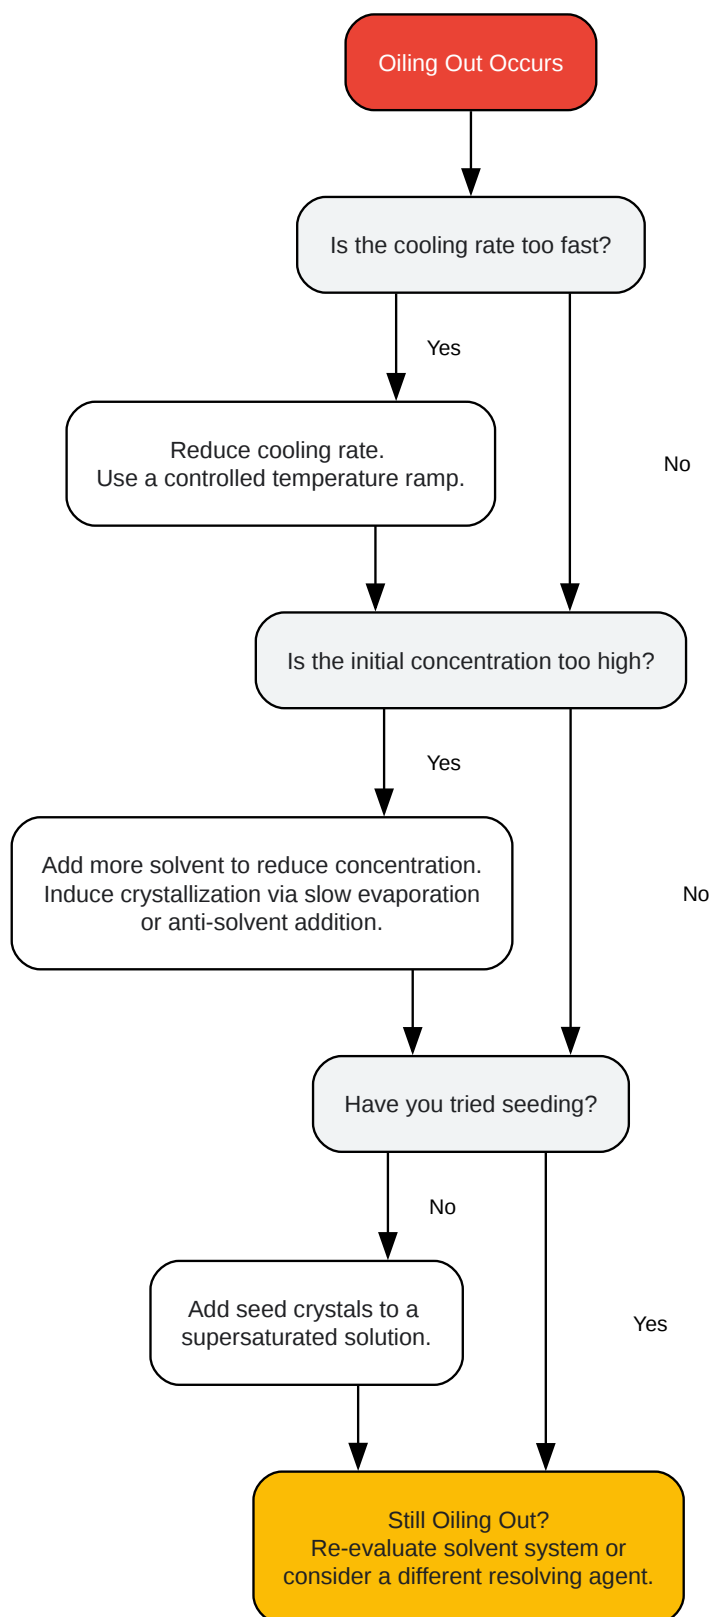 Oiling Out Occurs
Is the cooling rate too fast?
Yes
Reduce cooling rate.
Use a controlled temperature ramp.
No
Is the initial concentration too high?
Yes
Add more solvent to reduce concentration.
Induce crystallization via slow evaporation
or anti-solvent addition.
No
Have you tried seeding?
No
Add seed crystals to a
supersaturated solution.
Yes
Still Oiling Out?
Re-evaluate solvent system or
consider a different resolving agent.